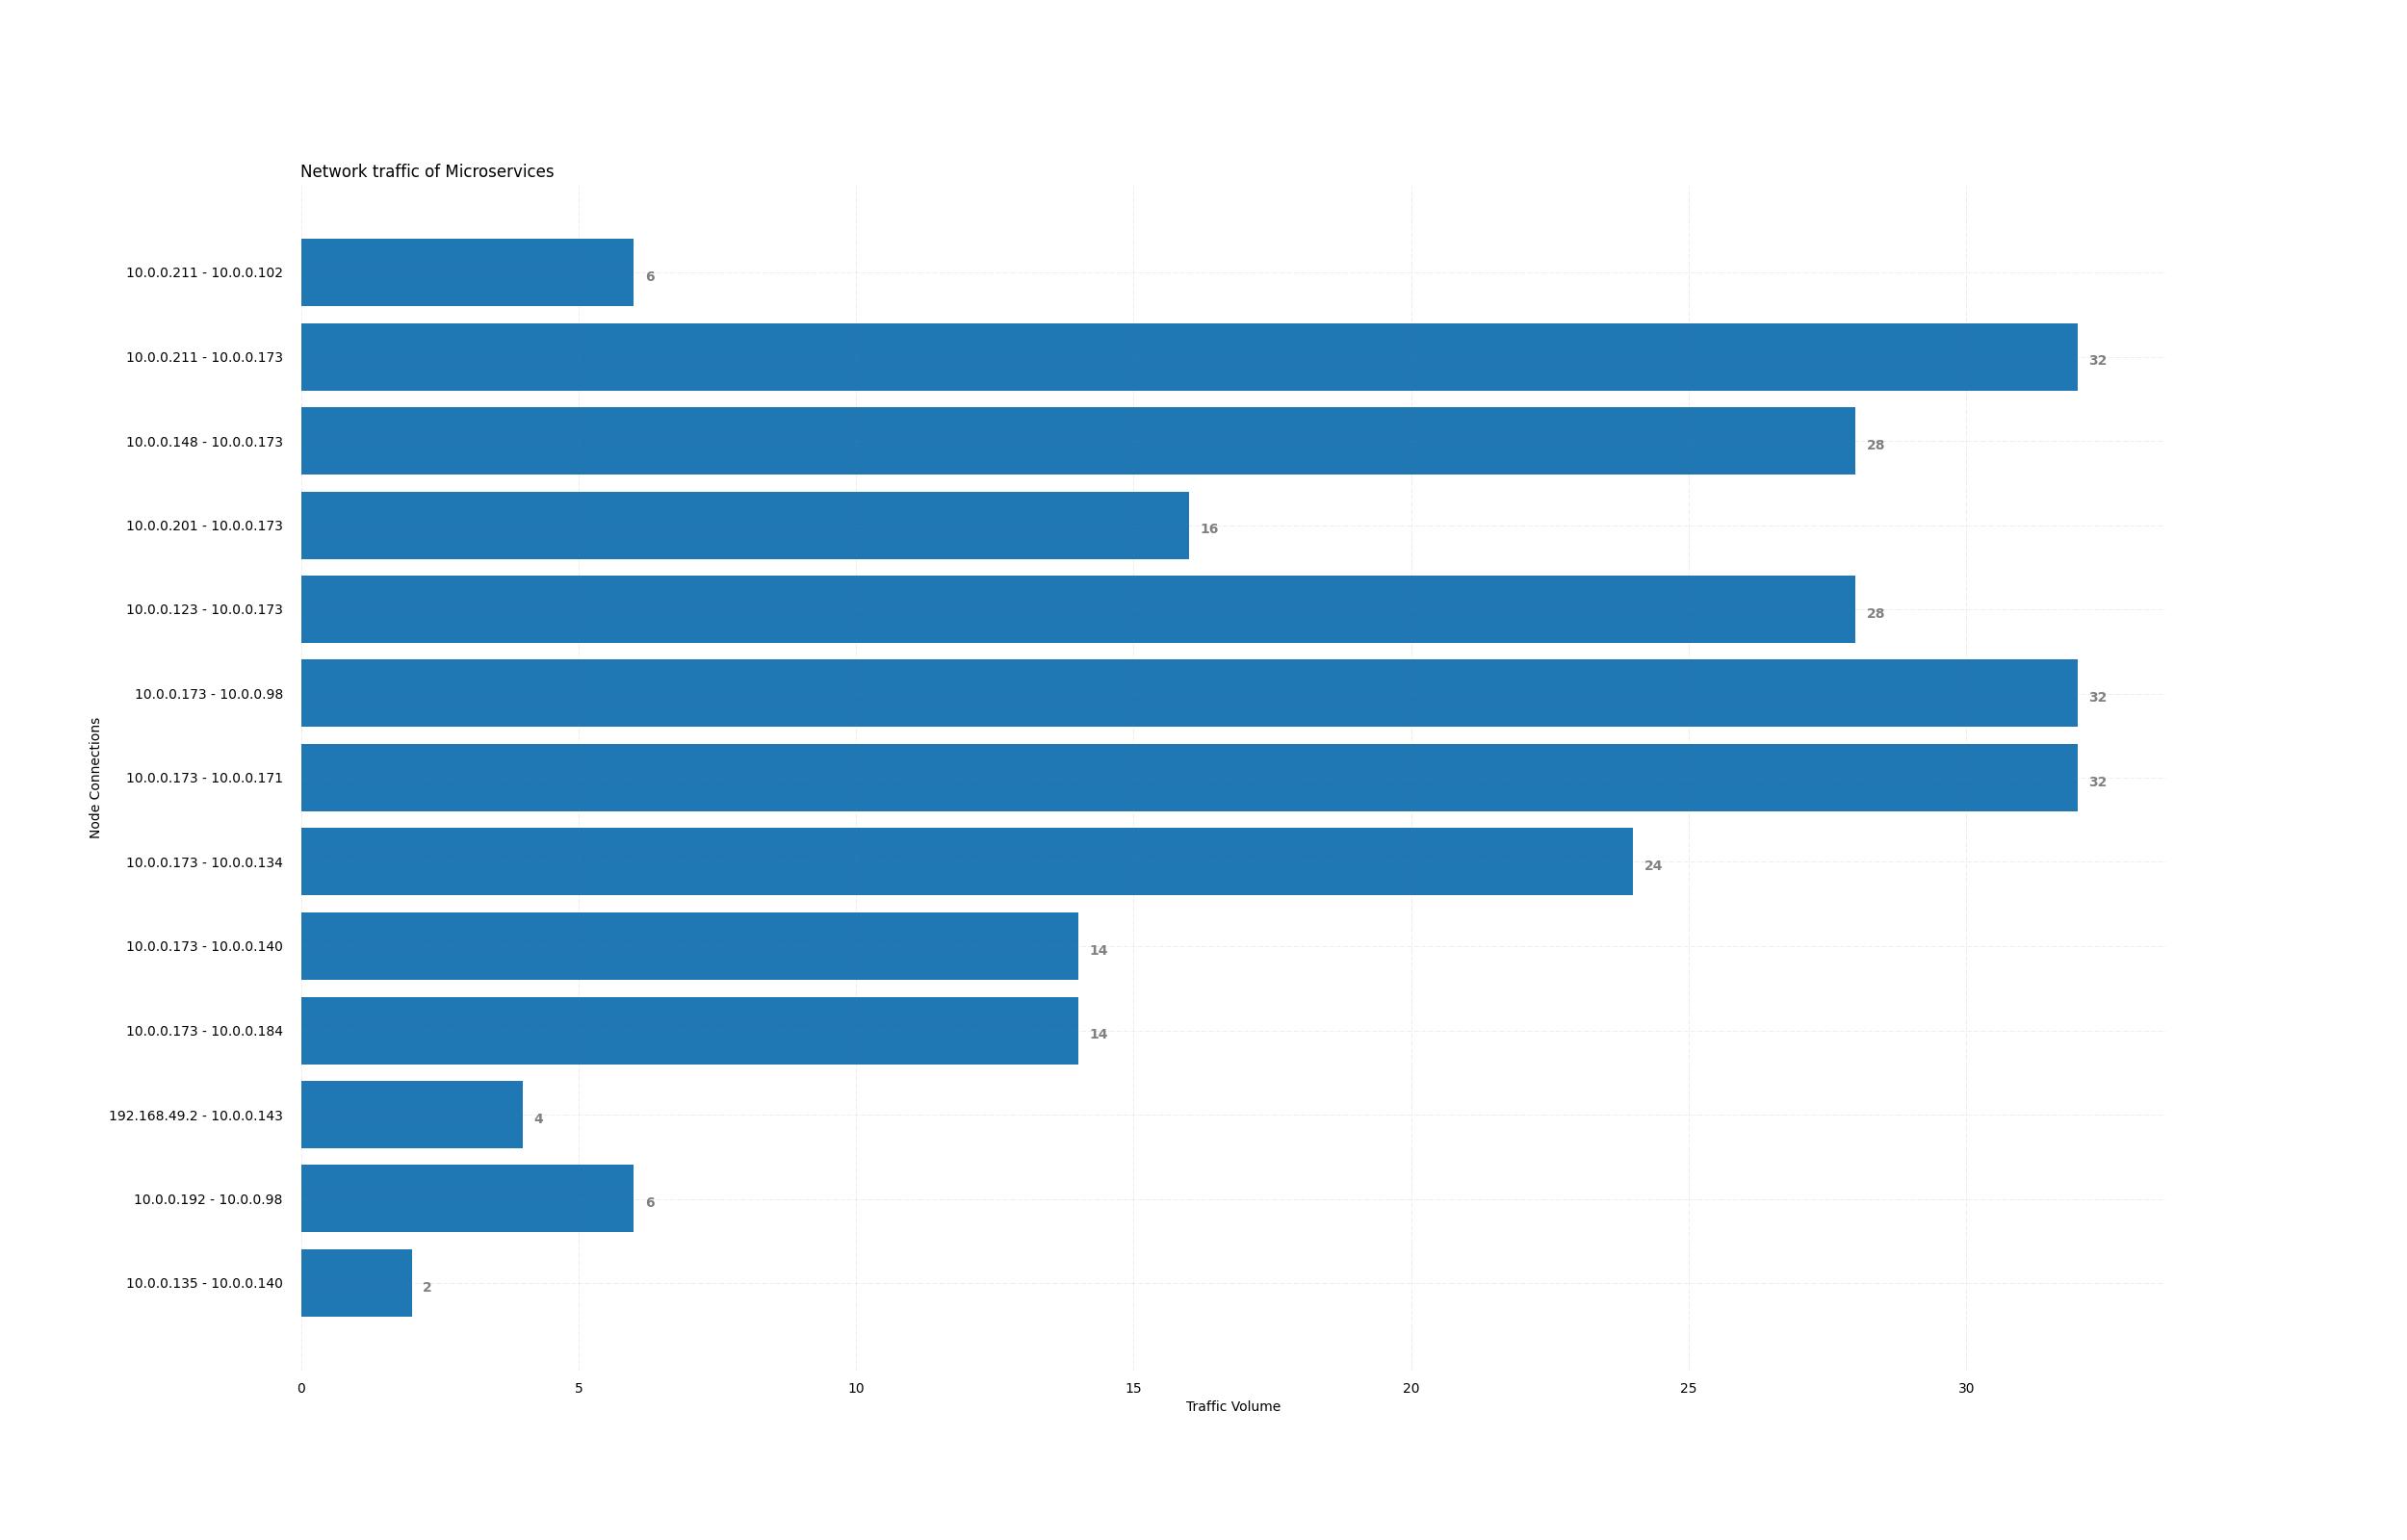 Network traffic of Microservices
10.0.0.211 - 10.0.0.102
6
10.0.0.211 - 10.0.0.173
32
10.0.0.148 - 10.0.0.173
28
10.0.0.201 - 10.0.0.173
16
10.0.0.123 - 10.0.0.173
28
10.0.0.173 - 10.0.0.98
32
10.0.0.173 - 10.0.0.171
32
10.0.0.173 - 10.0.0.134
24
10.0.0.173 - 10.0.0.140
14
10.0.0.173 - 10.0.0.184
14
192.168.49.2 - 10.0.0.143
4
10.0.0.192 - 10.0.0.98
6
10.0.0.135 - 10.0.0.140
2
Node Connections
0 5 10 15 20 25 30
Traffic Volume